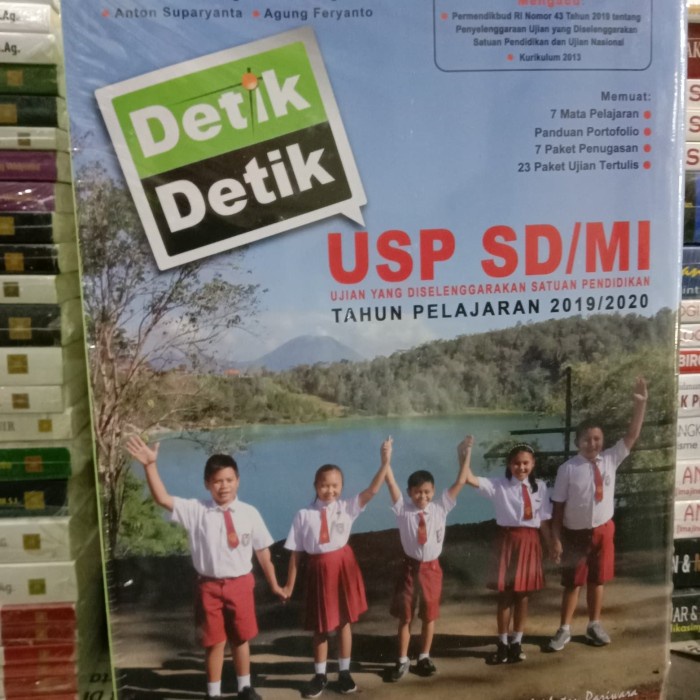 • Anton Suparyanta • Agung Feryanto
Mengacu:
• Permendikbud RI Nomor 43 Tahun 2019 tentang
Penyelenggaraan Ujian yang Diselenggarakan
Satuan Pendidikan dan Ujian Nasional
• Kurikulum 2013
Detik
Detik
Memuat:
7 Mata Pelajaran •
Panduan Portofolio •
7 Paket Penugasan •
23 Paket Ujian Tertulis •
USP SD/MI
UJIAN YANG DISELENGGARAKAN SATUAN PENDIDIKAN
TAHUN PELAJARAN 2019/2020